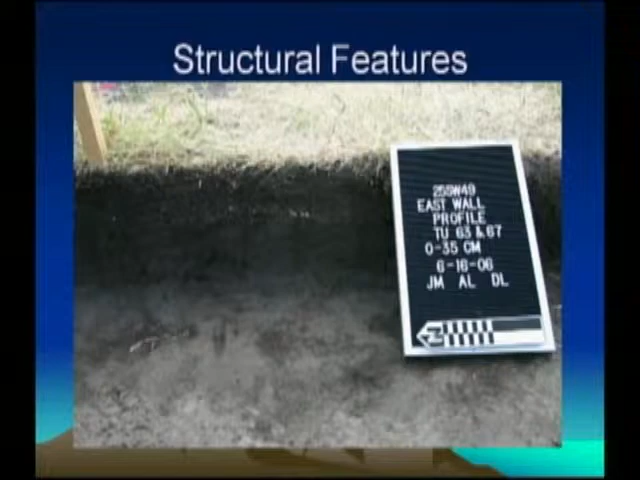 Structural Features
25SW49
EAST WALL
PROFILE
TU 63 & 67
0-35 CM
6-16-06
JM AL DL